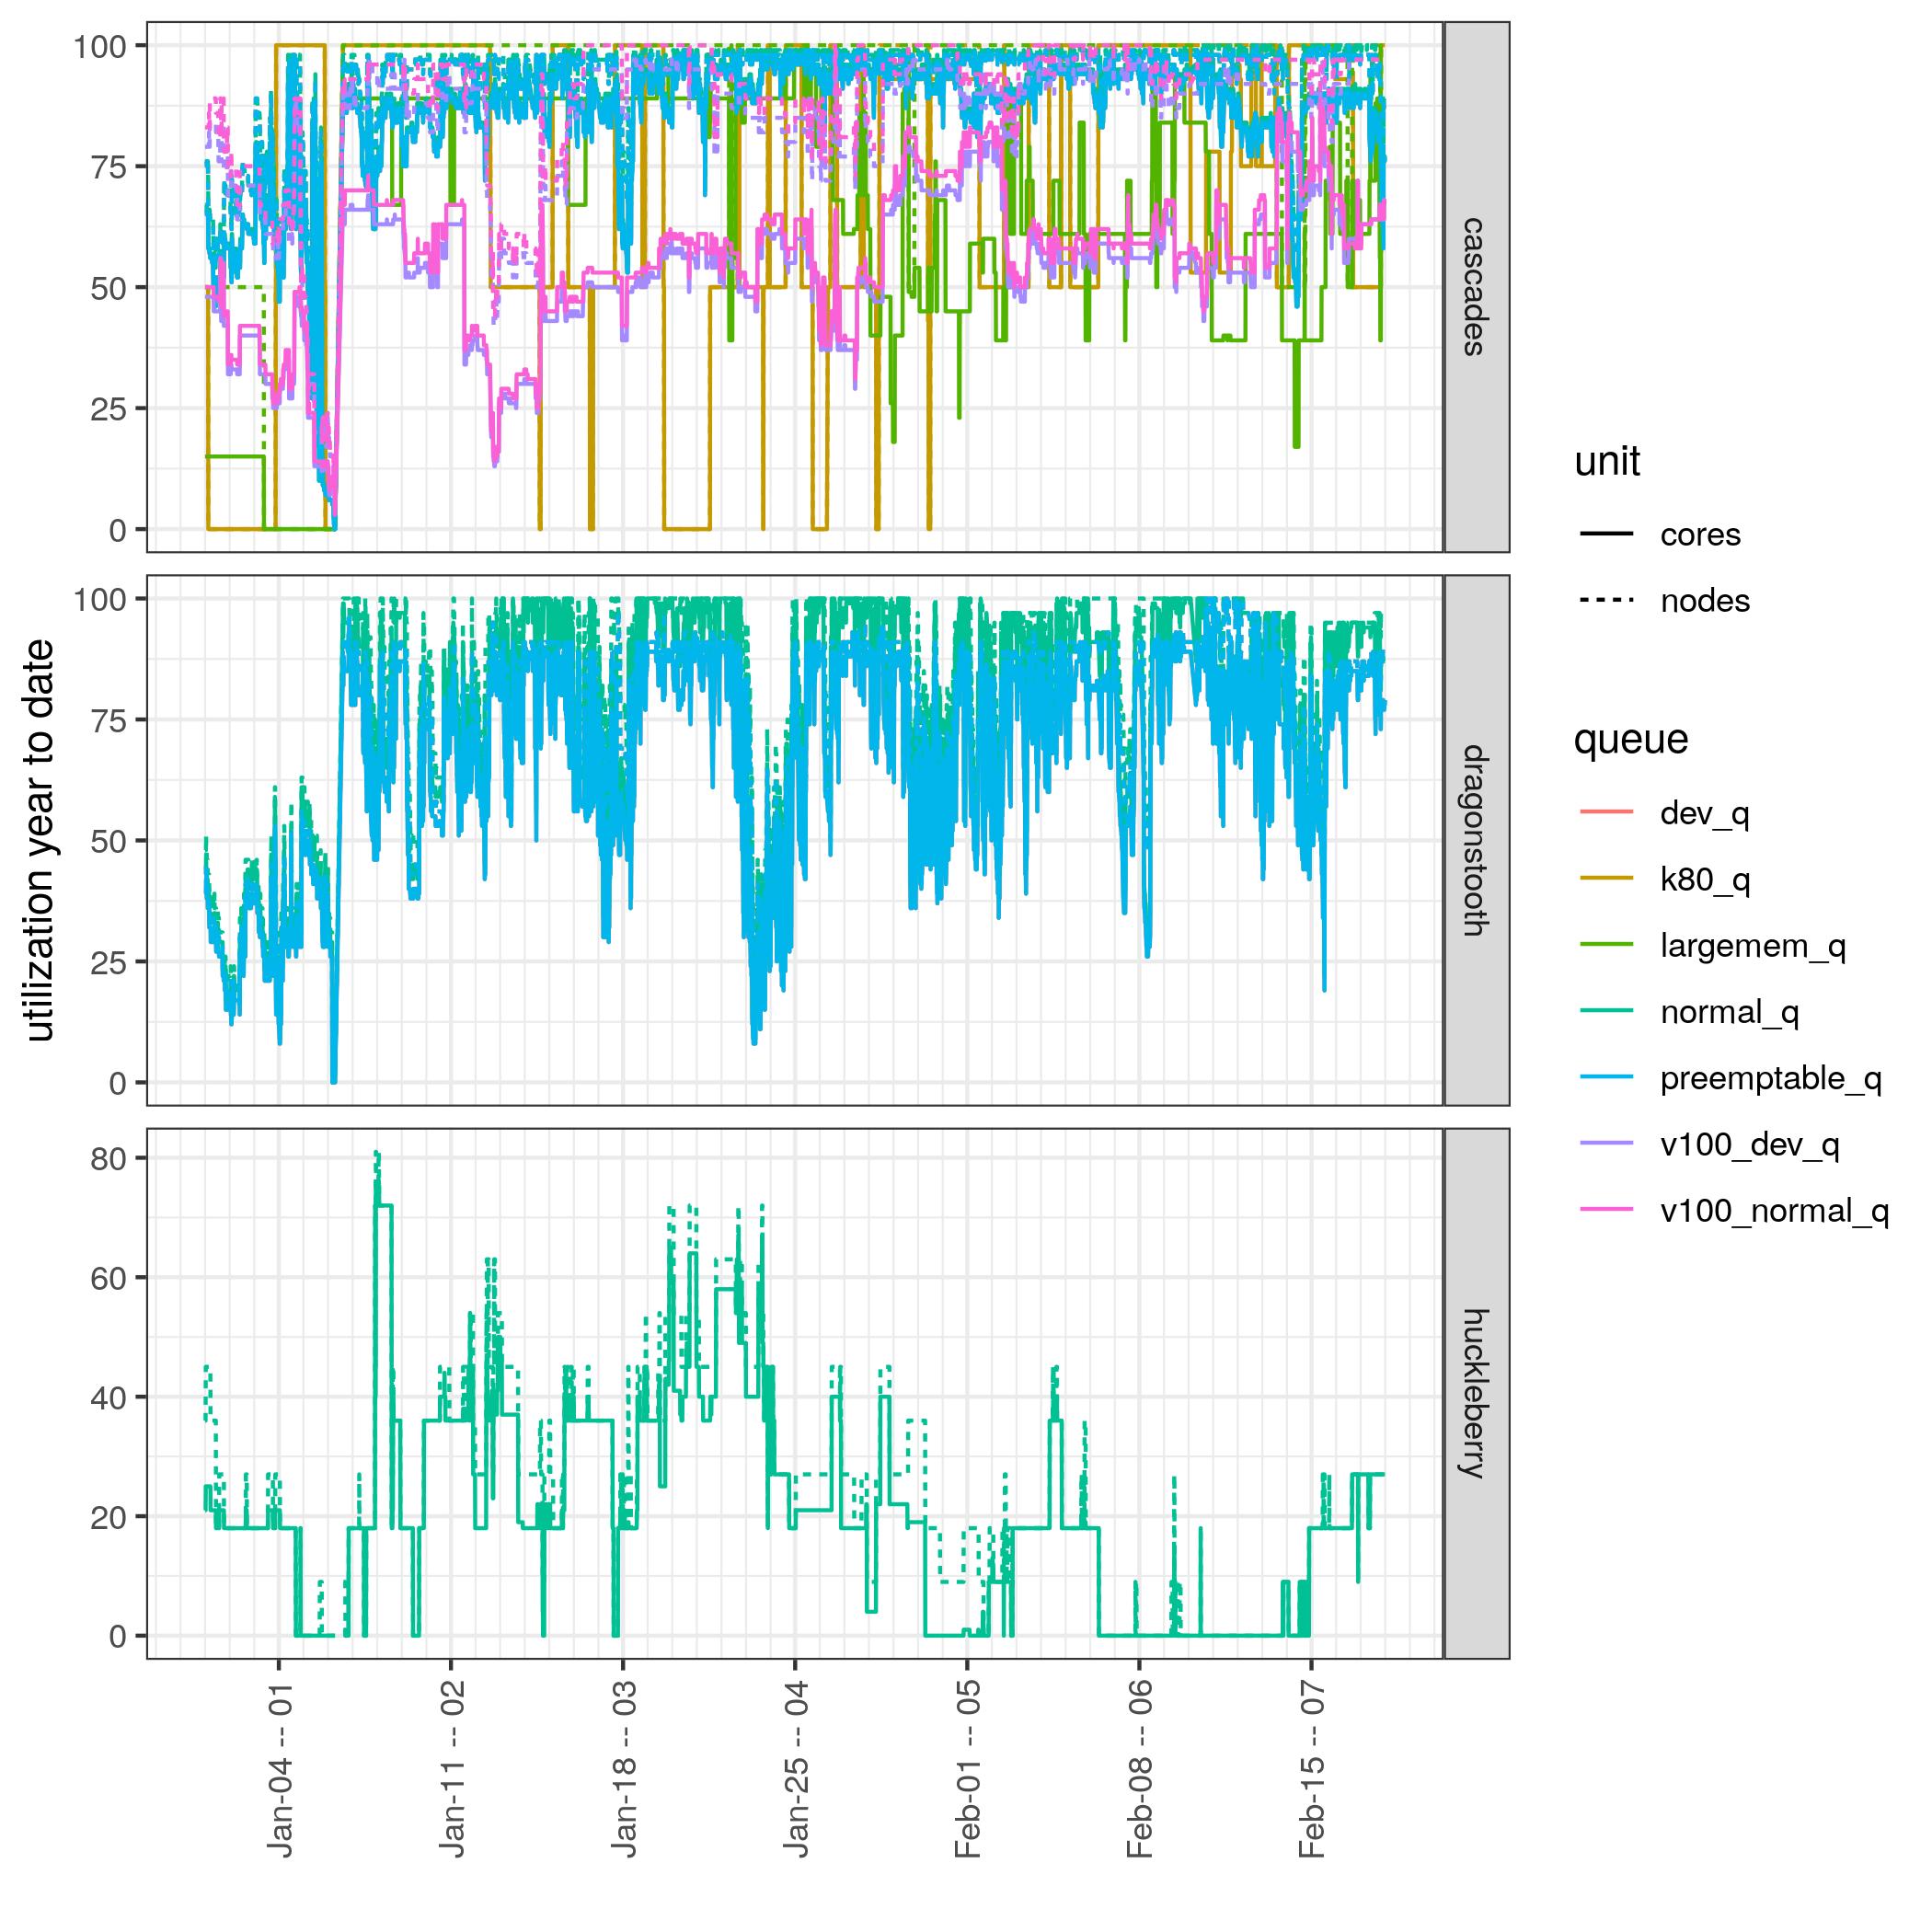 utilization year to date
100
75
50
25
0
cascades
100
75
50
25
0
dragonstooth
80
60
40
20
0
huckleberry
Jan-04 -- 01
Jan-11 -- 02
Jan-18 -- 03
Jan-25 -- 04
Feb-01 -- 05
Feb-08 -- 06
Feb-15 -- 07
unit
cores
nodes
queue
dev_q
k80_q
largemem_q
normal_q
preemptable_q
v100_dev_q
v100_normal_q